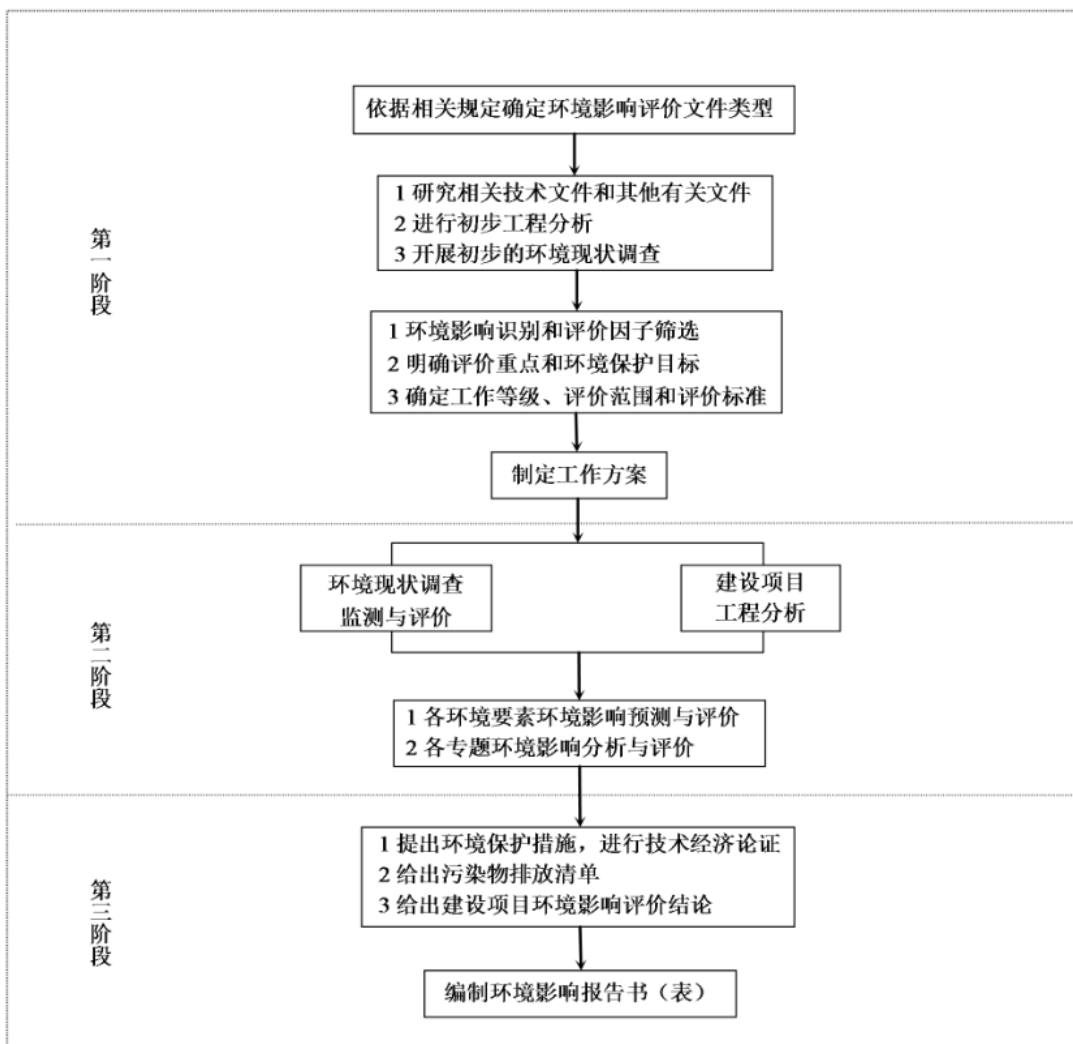 依据相关规定确定环境影响评价文件类型
1 研究相关技术文件和其他有关文件
2 进行初步工程分析
3 开展初步的环境现状调查
第一阶段
1 环境影响识别和评价因子筛选
2 明确评价重点和环境保护目标
3 确定工作等级、评价范围和评价标准
制定工作方案
环境现状调查
监测与评价
建设项目
工程分析
第二阶段
1 各环境要素环境影响预测与评价
2 各专题环境影响分析与评价
1 提出环境保护措施，进行技术经济论证
2 给出污染物排放清单
3 给出建设项目环境影响评价结论
第三阶段
编制环境影响报告书（表）